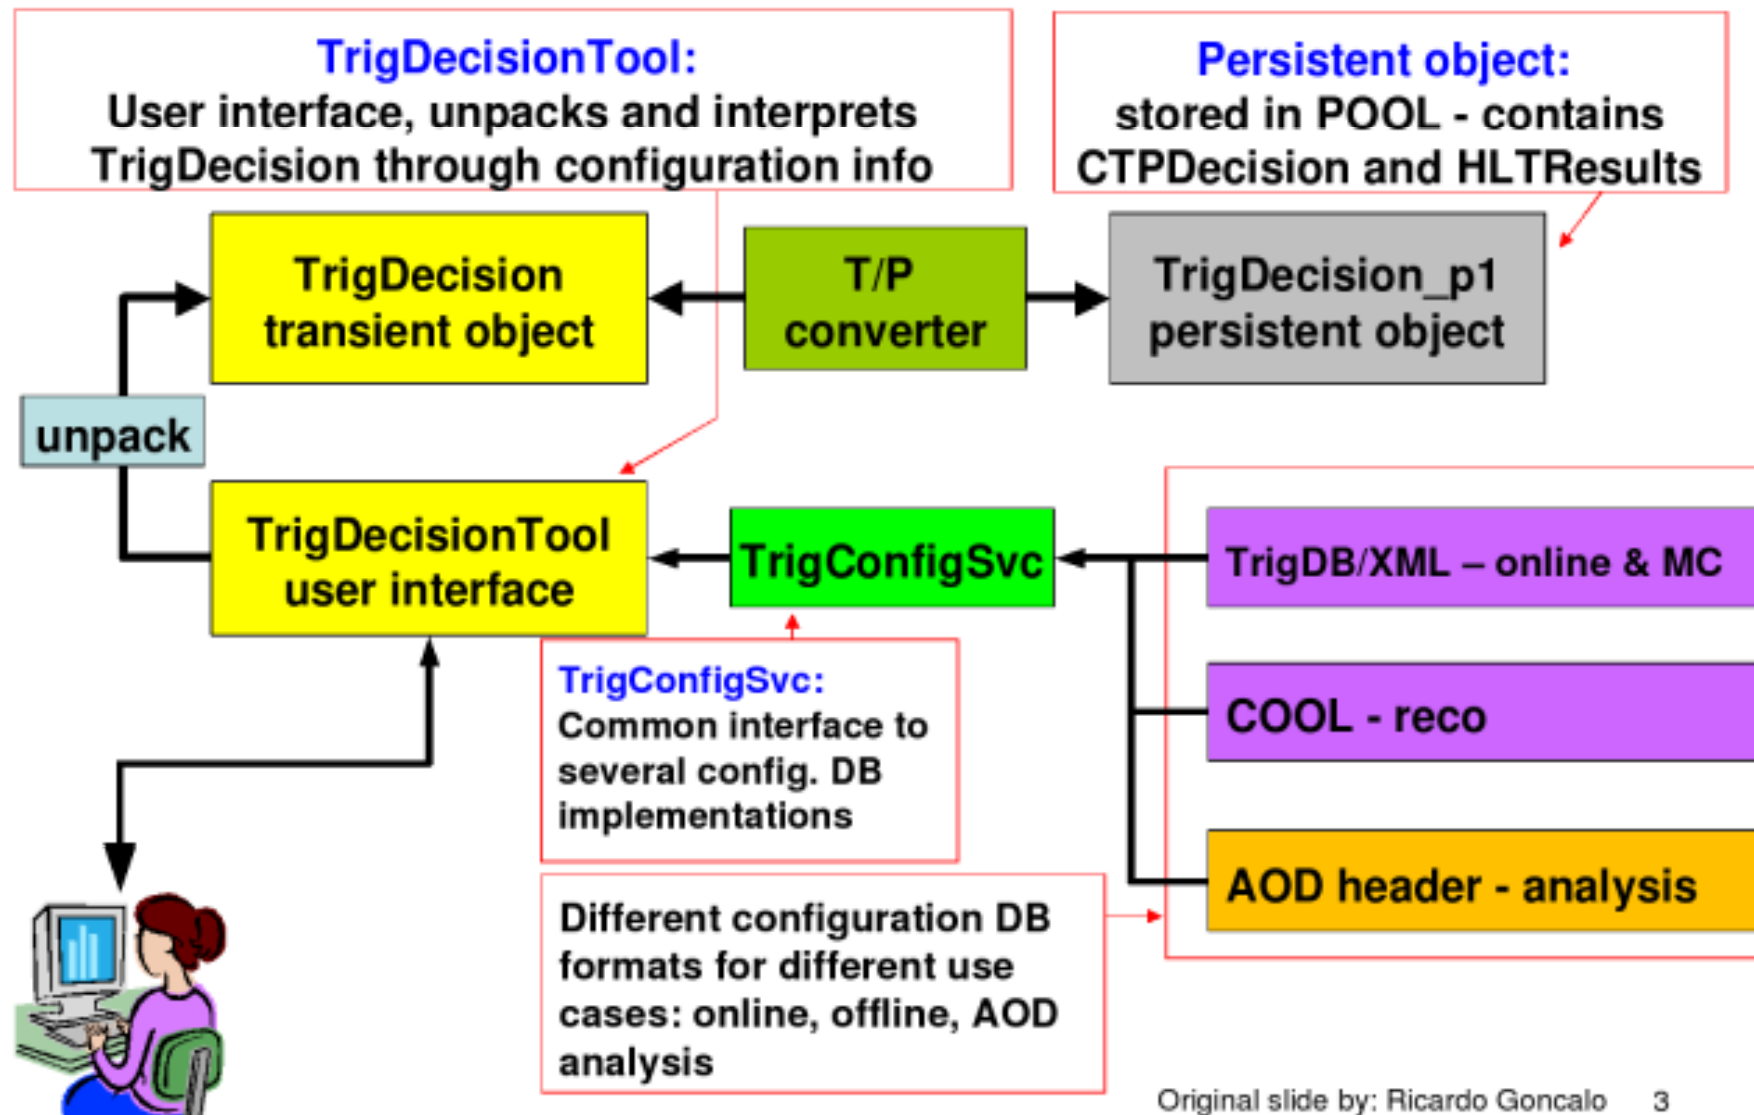 TrigDecisionTool:
User interface, unpacks and interprets
TrigDecision through configuration info
Persistent object:
stored in POOL - contains
CTPDecision and HLTResults
TrigDecision
transient object
T/P
converter
TrigDecision_p1
persistent object
unpack
TrigDecisionTool
user interface
TrigConfigSvc
TrigDB/XML – online & MC
TrigConfigSvc:
Common interface to
several config. DB
implementations
COOL - reco
AOD header - analysis
Different configuration DB
formats for different use
cases: online, offline, AOD
analysis
Original slide by: Ricardo Goncalo 3